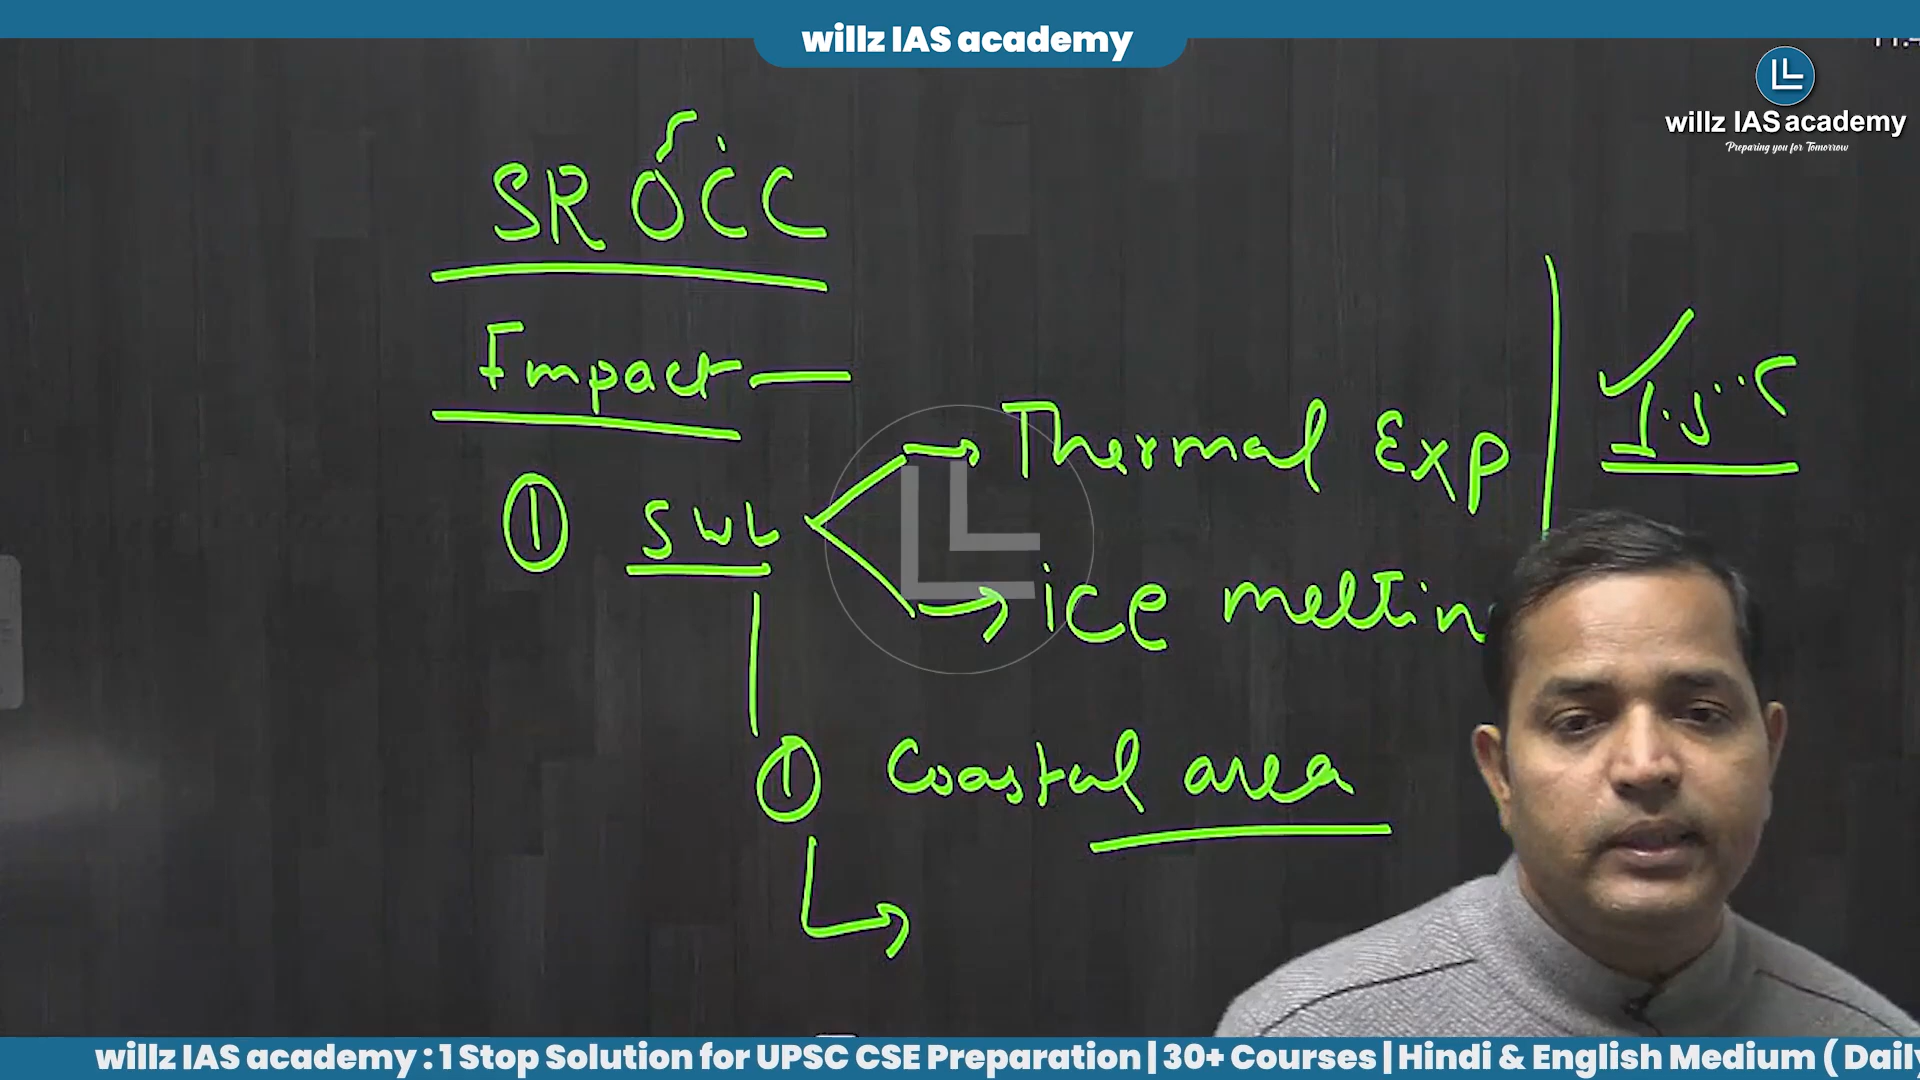 willz IAS academy
willz IAS academy
Preparing you for Tomorrow
SROCC
Impact —
① SWL
→ Thermal Exp
→ ice meltin
① Coastal area
willz IAS academy : 1 Stop Solution for UPSC CSE Preparation | 30+ Courses | Hindi & English Medium ( Daily